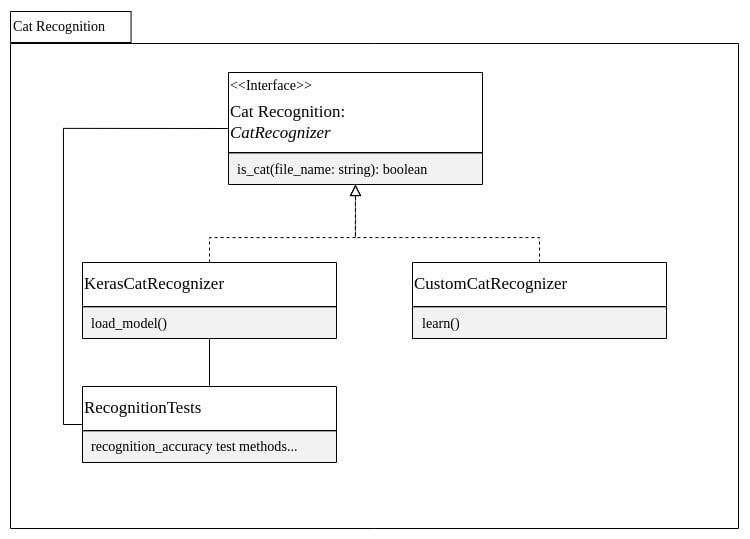 Cat Recognition
<<Interface>>
Cat Recognition:
CatRecognizer
is_cat(file_name: string): boolean
KerasCatRecognizer
load_model()
CustomCatRecognizer
learn()
RecognitionTests
recognition_accuracy test methods...